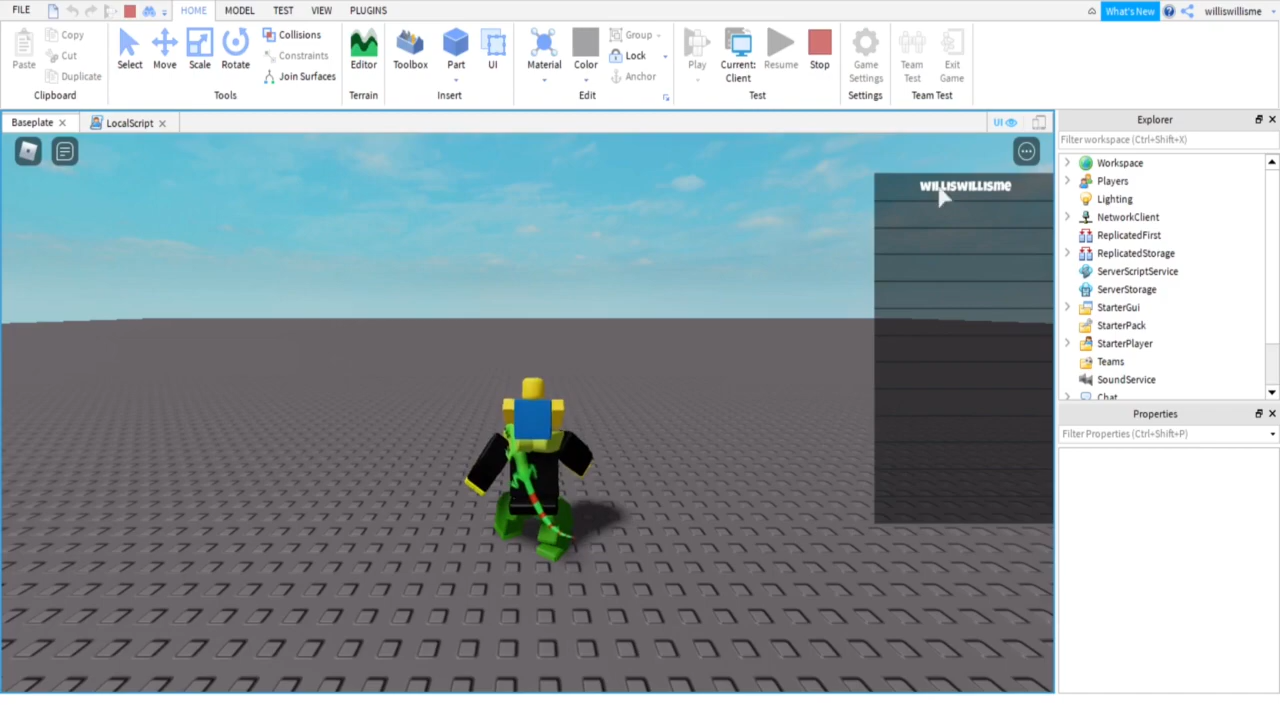 FILE HOME MODEL TEST VIEW PLUGINS What's New williswillisme
Paste Copy Cut Duplicate Clipboard
Select Move Scale Rotate Collisions Constraints Join Surfaces Tools
Editor Terrain
Toolbox Part UI Insert
Material Color Group Lock Anchor Edit
Play Current: Client Resume Stop Test
Game Settings Settings
Team Test Exit Game Team Test
Baseplate LocalScript UI
williswillisme
Explorer
Filter workspace (Ctrl+Shift+X)
Workspace
Players
Lighting
NetworkClient
ReplicatedFirst
ReplicatedStorage
ServerScriptService
ServerStorage
StarterGui
StarterPack
StarterPlayer
Teams
SoundService
Chat
Properties
Filter Properties (Ctrl+Shift+P)